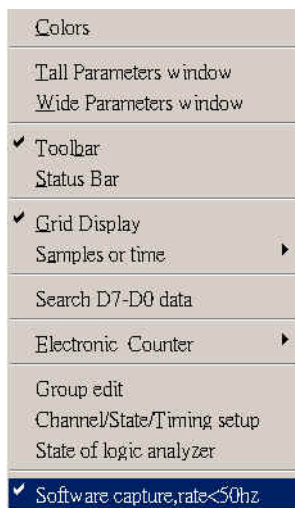 Colors
Tall Parameters window
Wide Parameters window
Toolbar
Status Bar
Grid Display
Samples or time
Search D7-D0 data
Electronic Counter
Group edit
Channel/State/Timing setup
State of logic analyzer
Software capture,rate<50hz